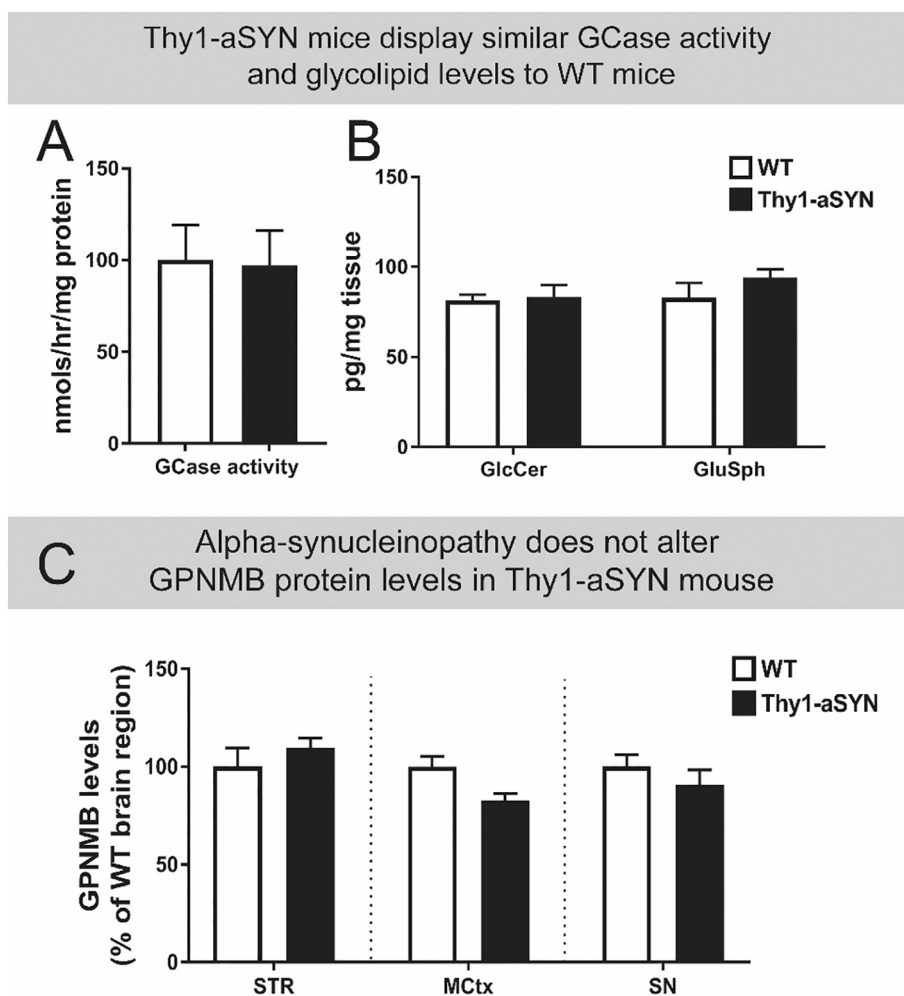 Thy1-aSYN mice display similar GCase activity
and glycolipid levels to WT mice
A
nmols/hr/mg protein
150
100
50
0
GCase activity
B
pg/mg tissue
150
100
50
0
GlcCer
GluSph
WT
Thy1-aSYN
C
Alpha-synucleinopathy does not alter
GPNMB protein levels in Thy1-aSYN mouse
GPNMB levels
(% of WT brain region)
150
100
50
0
STR
MCtx
SN
WT
Thy1-aSYN